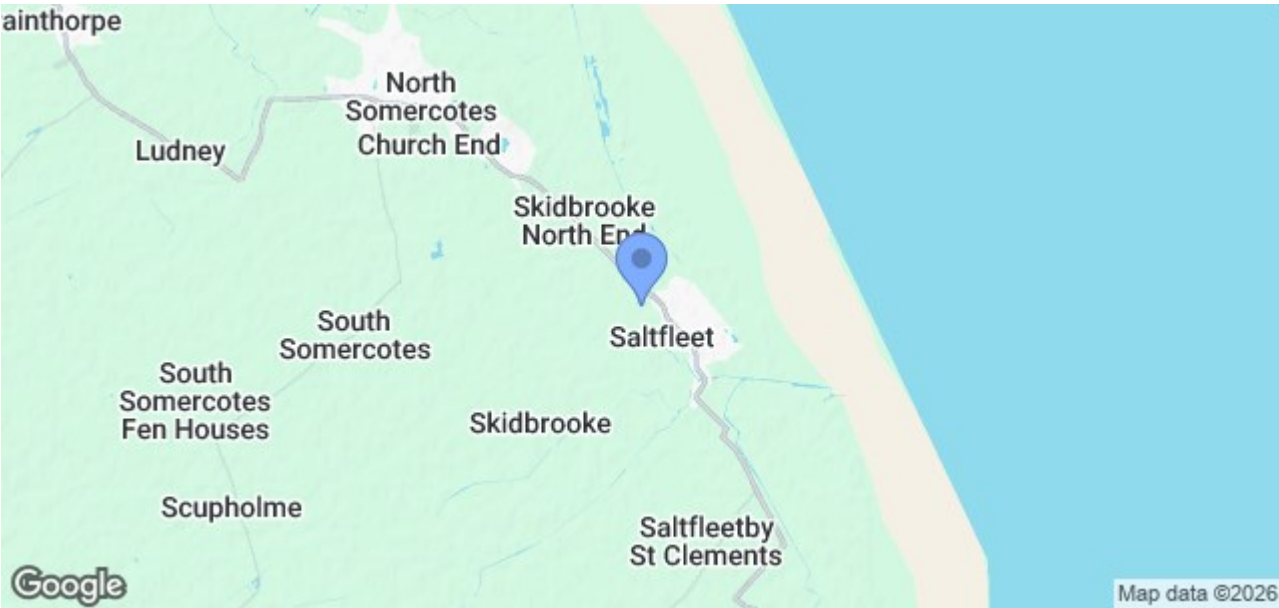 ainthorpe
North
Somercotes
Church End
Ludney
Skidbrooke
North End
South
Somercotes
Saltfleet
South
Somercotes
Fen Houses
Skidbrooke
Scupholme
Saltfleetby
St Clements
Google
Map data ©2026